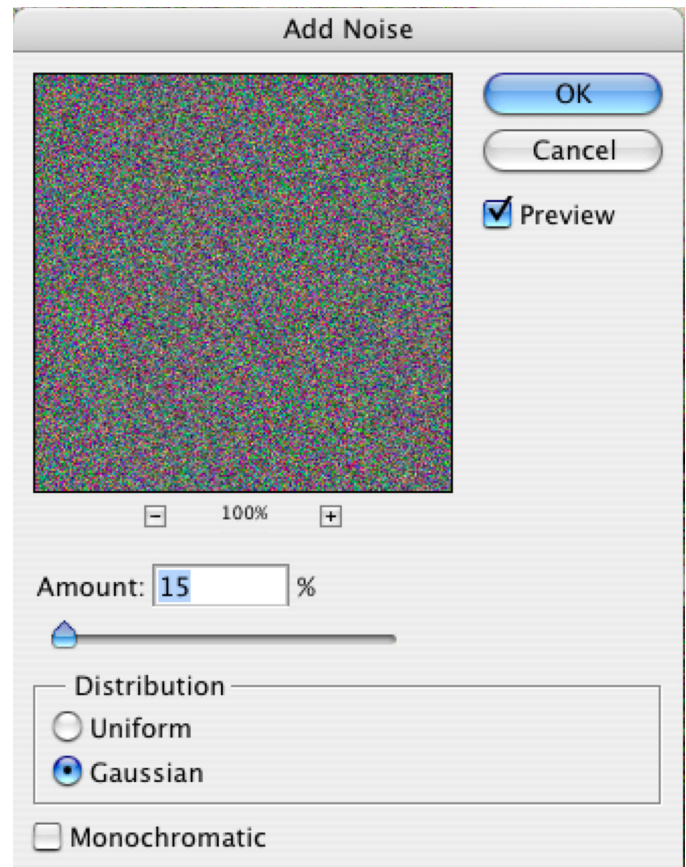 Add Noise
OK
Cancel
Preview
100%
Amount: 15 %
Distribution
Uniform
Gaussian
Monochromatic